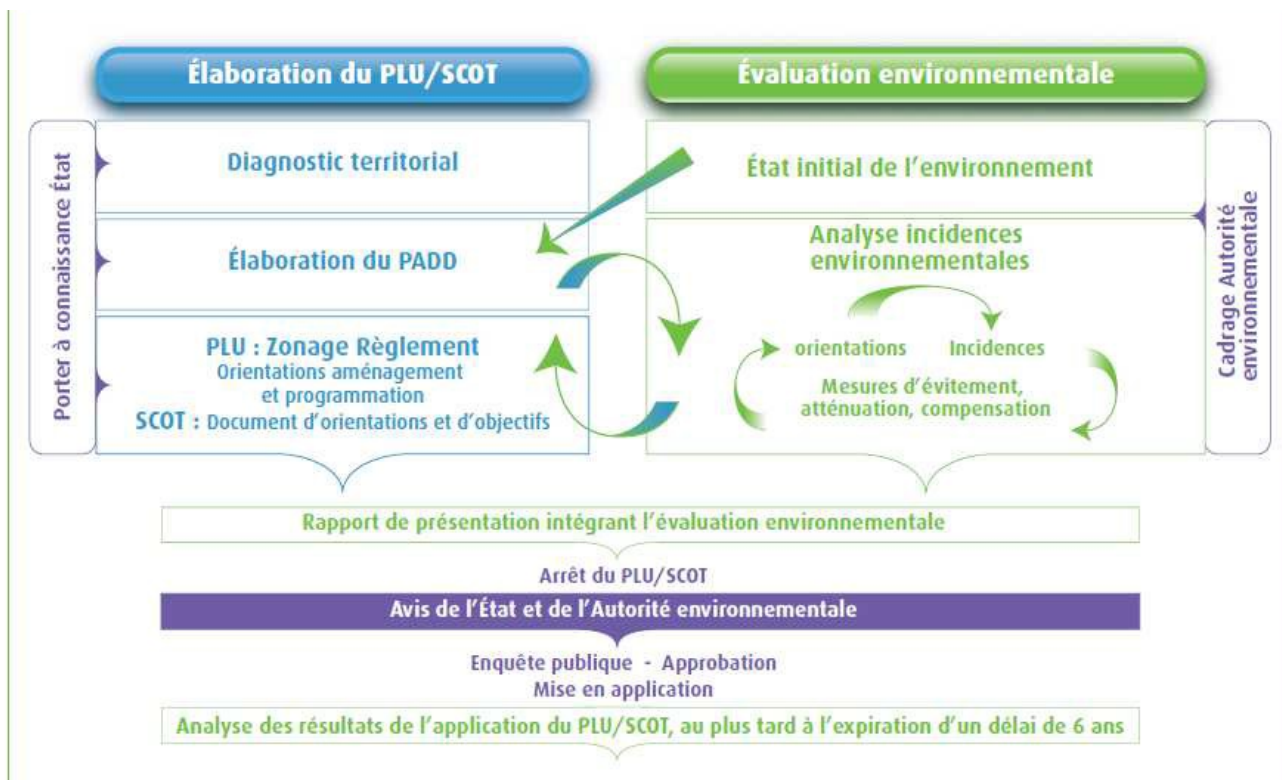 Élaboration du PLU/SCOT
Évaluation environnementale
Porter à connaissance État
Diagnostic territorial
Élaboration du PADD
PLU : Zonage Règlement
Orientations aménagement
et programmation
SCOT : Document d'orientations et d'objectifs
État initial de l'environnement
Analyse incidences
environnementales
orientations
Incidences
Mesures d'évitement,
atténuation, compensation
Cadrage Autorité
environnementale
Rapport de présentation intégrant l'évaluation environnementale
Arrêt du PLU/SCOT
Avis de l'État et de l'Autorité environnementale
Enquête publique - Approbation
Mise en application
Analyse des résultats de l'application du PLU/SCOT, au plus tard à l'expiration d'un délai de 6 ans